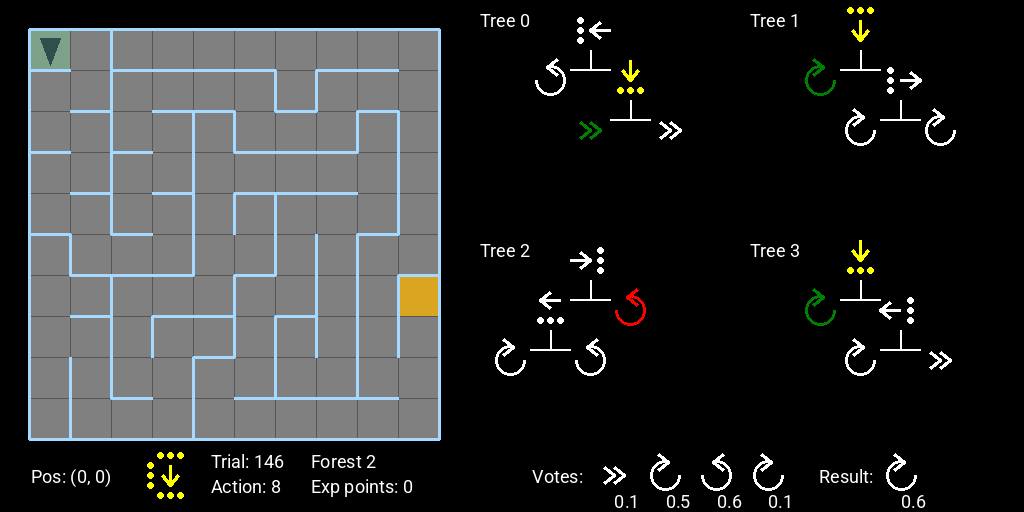 Tree 0
Tree 1
Tree 2
Tree 3
Pos: (0, 0)
Trial: 146
Forest 2
Action: 8
Exp points: 0
Votes:
0.1
0.5
0.6
0.1
Result:
0.6